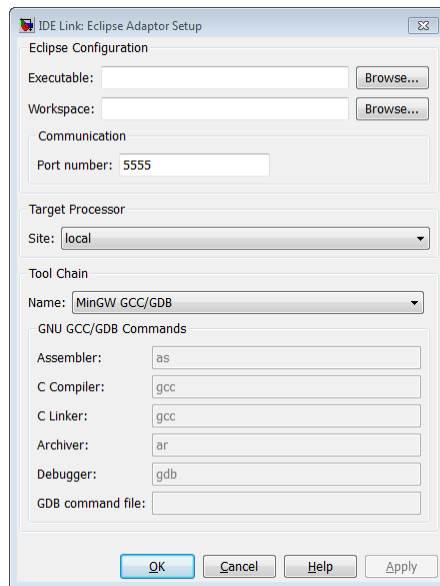 IDE Link: Eclipse Adaptor Setup
Eclipse Configuration
Executable: Browse...
Workspace: Browse...
Communication
Port number: 5555
Target Processor
Site: local
Tool Chain
Name: MinGW GCC/GDB
GNU GCC/GDB Commands
Assembler: as
C Compiler: gcc
C Linker: gcc
Archiver: ar
Debugger: gdb
GDB command file:
OK Cancel Help Apply